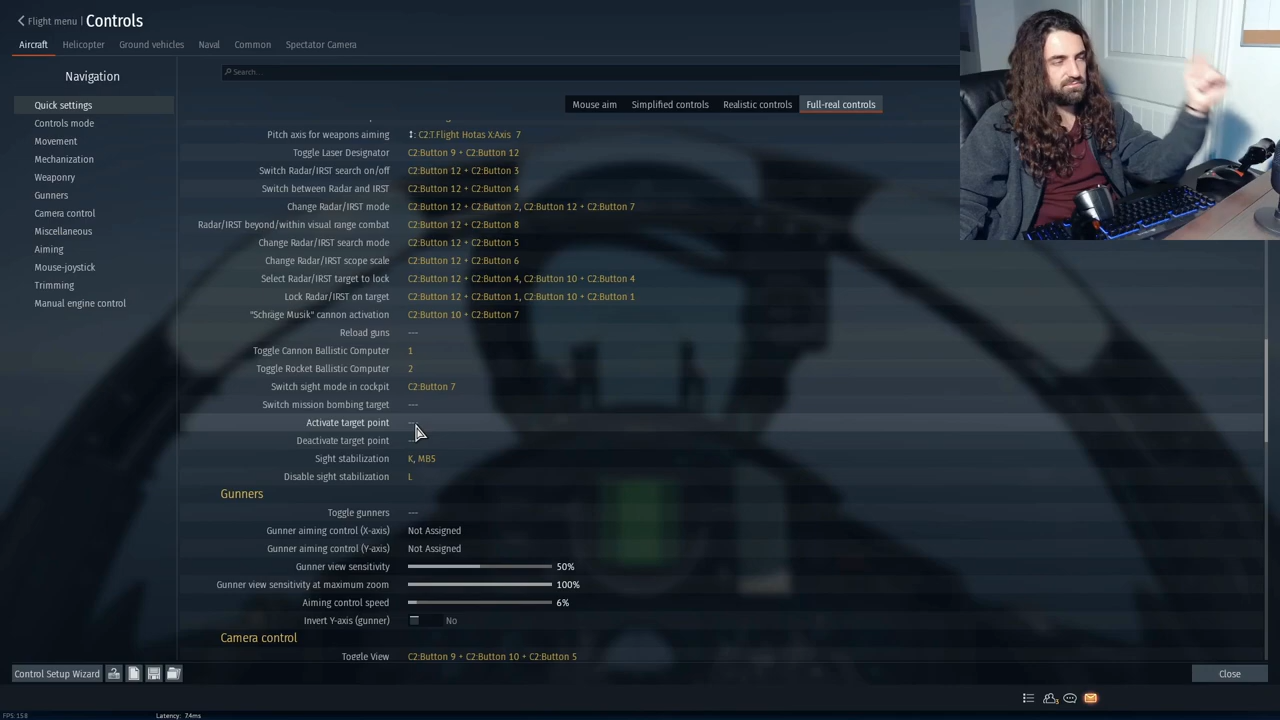 Flight menu | Controls
Aircraft Helicopter Ground vehicles Naval Common Spectator Camera
Navigation
Quick settings
Controls mode
Movement
Mechanization
Weaponry
Gunners
Camera control
Miscellaneous
Aiming
Mouse-joystick
Trimming
Manual engine control
Search...
Mouse aim Simplified controls Realistic controls Full-real controls
Pitch axis for weapons aiming ↕: C2:T.Flight Hotas X:Axis 7
Toggle Laser Designator C2:Button 9 + C2:Button 12
Switch Radar/IRST search on/off C2:Button 12 + C2:Button 3
Switch between Radar and IRST C2:Button 12 + C2:Button 4
Change Radar/IRST mode C2:Button 12 + C2:Button 2, C2:Button 12 + C2:Button 7
Radar/IRST beyond/within visual range combat C2:Button 12 + C2:Button 8
Change Radar/IRST search mode C2:Button 12 + C2:Button 5
Change Radar/IRST scope scale C2:Button 12 + C2:Button 6
Select Radar/IRST target to lock C2:Button 12 + C2:Button 4, C2:Button 10 + C2:Button 4
Lock Radar/IRST on target C2:Button 12 + C2:Button 1, C2:Button 10 + C2:Button 1
"Schräge Musik" cannon activation C2:Button 10 + C2:Button 7
Reload guns ---
Toggle Cannon Ballistic Computer 1
Toggle Rocket Ballistic Computer 2
Switch sight mode in cockpit C2:Button 7
Switch mission bombing target ---
Activate target point ---
Deactivate target point ---
Sight stabilization K, MB5
Disable sight stabilization L
Gunners
Toggle gunners ---
Gunner aiming control (X-axis) Not Assigned
Gunner aiming control (Y-axis) Not Assigned
Gunner view sensitivity 50%
Gunner view sensitivity at maximum zoom 100%
Aiming control speed 6%
Invert Y-axis (gunner) No
Camera control
Toggle View C2:Button 9 + C2:Button 10 + C2:Button 5
Control Setup Wizard Close
3
FPS: 158 Latency: 74ms